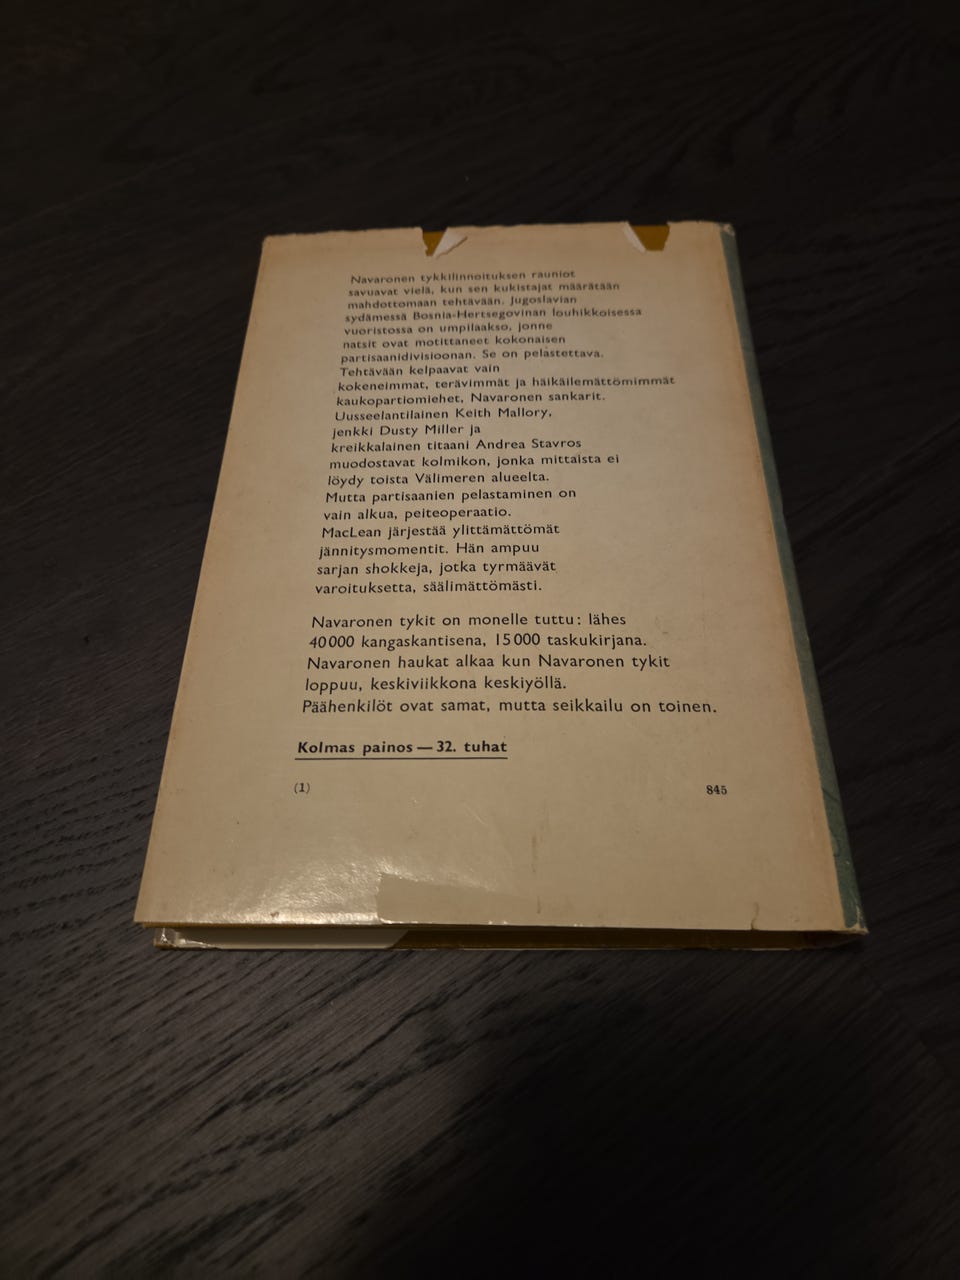 Navaronen tykkilinnoituksen rauniot
savuavat vielä, kun sen kukistajat määrätään
mahdottomaan tehtävään. Jugoslavian
sydämessä Bosnia-Hertsegovinan louhikkoisessa
vuoristossa on umpilaakso, jonne
natsit ovat motittaneet kokonaisen
partisaanidivisioonan. Se on pelastettava.
Tehtävään kelpaavat vain
kokeneimmat, terävimmät ja häikäilemättömimmät
kaukopartiomiehet, Navaronen sankarit.
Uusseelantilainen Keith Mallory,
jenkki Dusty Miller ja
kreikkalainen titaani Andrea Stavros
muodostavat kolmikon, jonka mittaista ei
löydy toista Välimeren alueelta.
Mutta partisaanien pelastaminen on
vain alkua, peiteoperaatio.
MacLean järjestää ylittämättömät
jännitysmomentit. Hän ampuu
sarjan shokkeja, jotka tyrmäävät
varoituksetta, säälimättömästi.
Navaronen tykit on monelle tuttu: lähes
40 000 kangaskantisena, 15 000 taskukirjana.
Navaronen haukat alkaa kun Navaronen tykit
loppuu, keskiviikkona keskiyöllä.
Päähenkilöt ovat samat, mutta seikkailu on toinen.
Kolmas painos — 32. tuhat
(1) 845